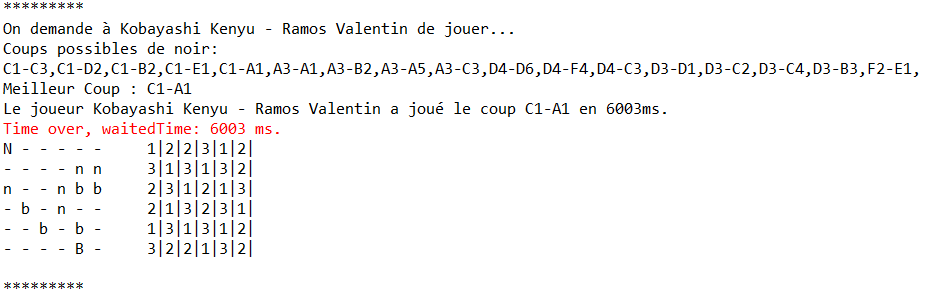 *********
On demande à Kobayashi Kenyu - Ramos Valentin de jouer...
Coups possibles de noir:
C1-C3,C1-D2,C1-B2,C1-E1,C1-A1,A3-A1,A3-B2,A3-A5,A3-C3,D4-D6,D4-F4,D4-C3,D3-D1,D3-C2,D3-C4,D3-B3,F2-E1,
Meilleur Coup : C1-A1
Le joueur Kobayashi Kenyu - Ramos Valentin a joué le coup C1-A1 en 6003ms.
Time over, waitedTime: 6003 ms.
N - - - - -     1|2|2|3|1|2|
- - - - n n     3|1|3|1|3|2|
n - - n b b     2|3|1|2|1|3|
- b - n - -     2|1|3|2|3|1|
- - b - b -     1|3|1|3|1|2|
- - - - B -     3|2|2|1|3|2|
*********